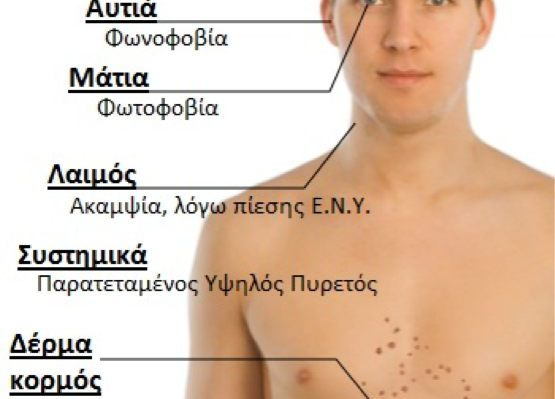 Αυτιά
Φωνοφοβία
Μάτια
Φωτοφοβία
Λαιμός
Ακαμψία, λόγω πίεσης Ε.Ν.Υ.
Συστημικά
Παρατεταμένος Υψηλός Πυρετός
Δέρμα
κορμός